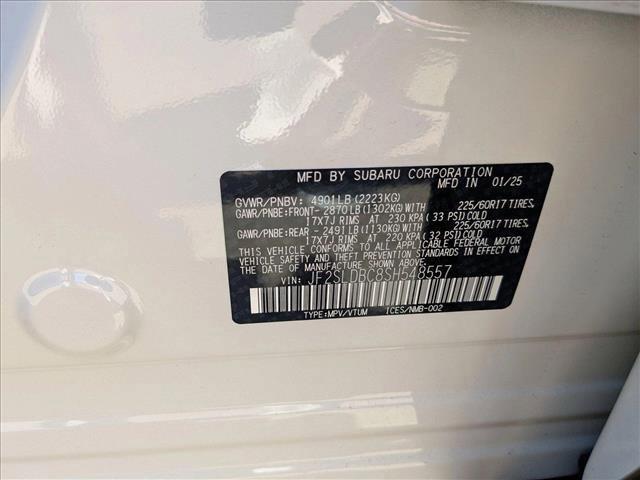 MFD BY SUBARU CORPORATION
MFD IN 01/25
GVWR/PNBV: 4901LB(2223KG)
GAWR/PNBE:FRONT- 2870LB(1302KG)WITH 225/60R17 TIRES.
17X7J RIMS AT 230 KPA(33 PSI)COLD
GAWR/PNBE:REAR - 2491LB(1130KG)WITH 225/60R17 TIRES.
17X7J RIMS AT 220 KPA(32 PSI)COLD
THIS VEHICLE CONFORMS TO ALL APPLICABLE FEDERAL MOTOR
VEHICLE SAFETY AND THEFT PREVENTION STANDARDS IN EFFECT ON
THE DATE OF MANUFACTURE SHOWN ABOVE.
VIN: JF2SLDBC8SH548557
TYPE:MPV/VTUM ICES/NMB-002